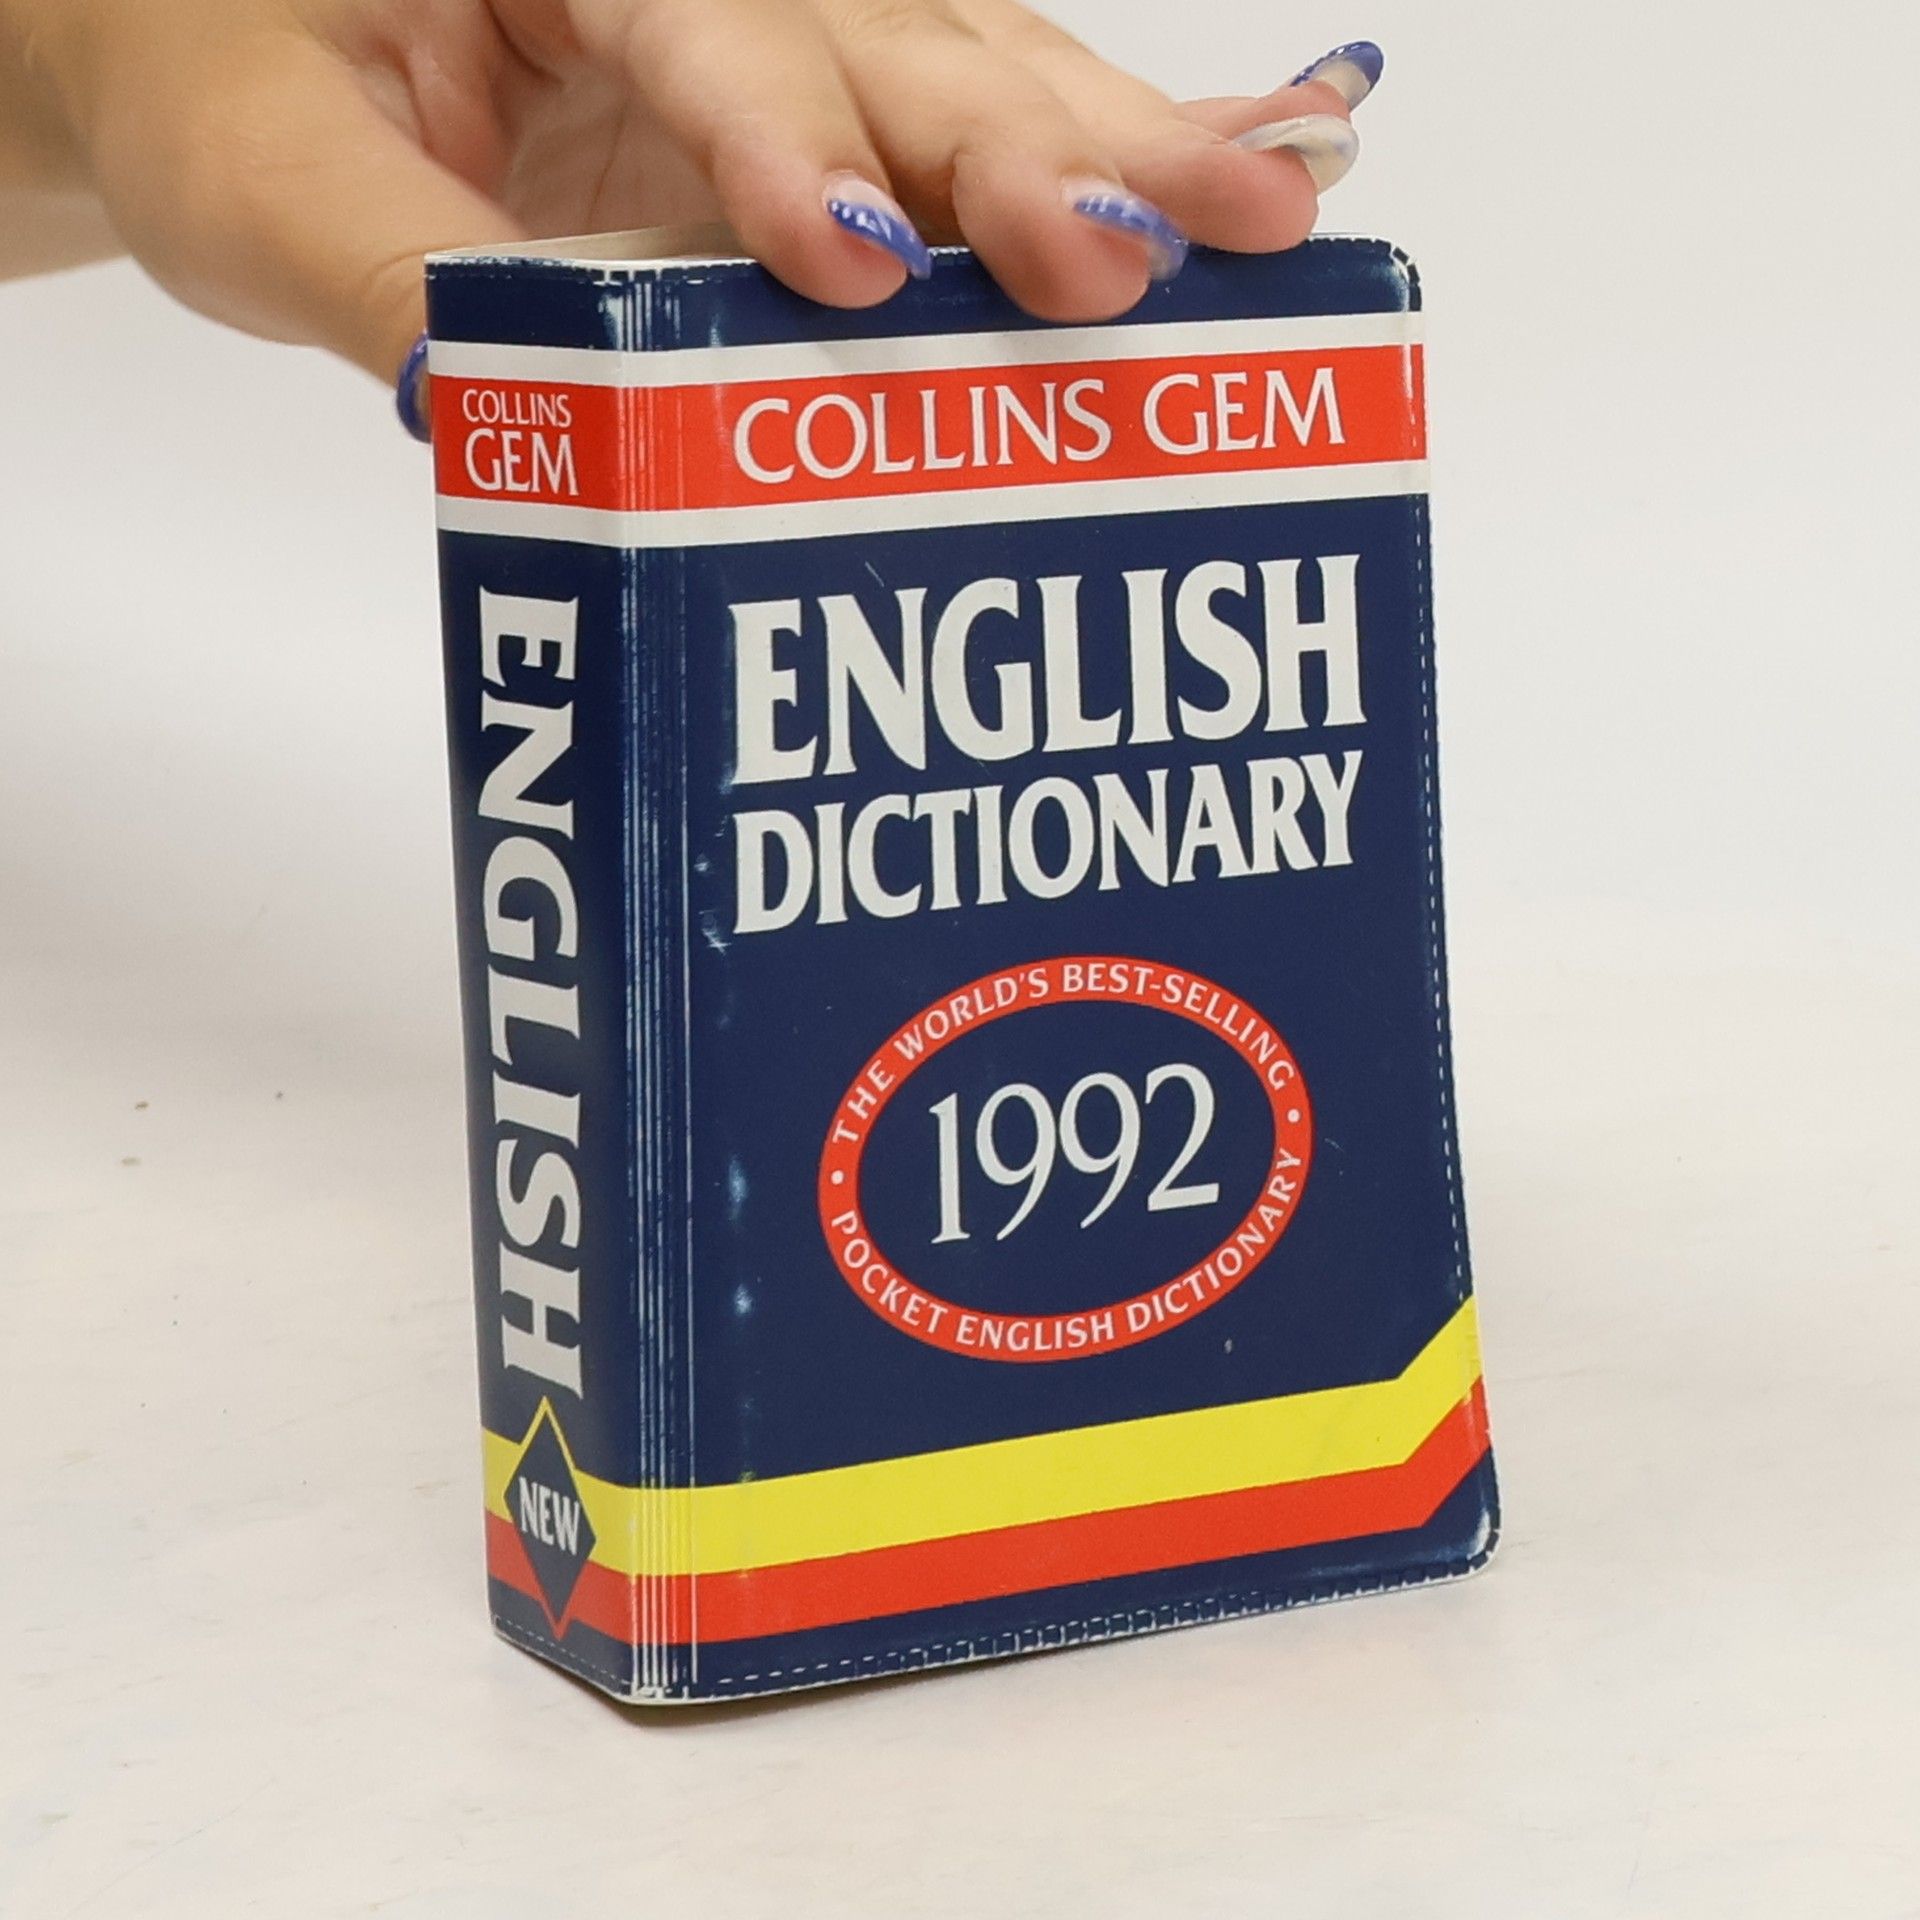 COLLINS
GEM
ENGLISH
NEW
COLLINS GEM
ENGLISH
DICTIONARY
• THE WORLD'S BEST-SELLING •
1992
POCKET ENGLISH DICTIONARY